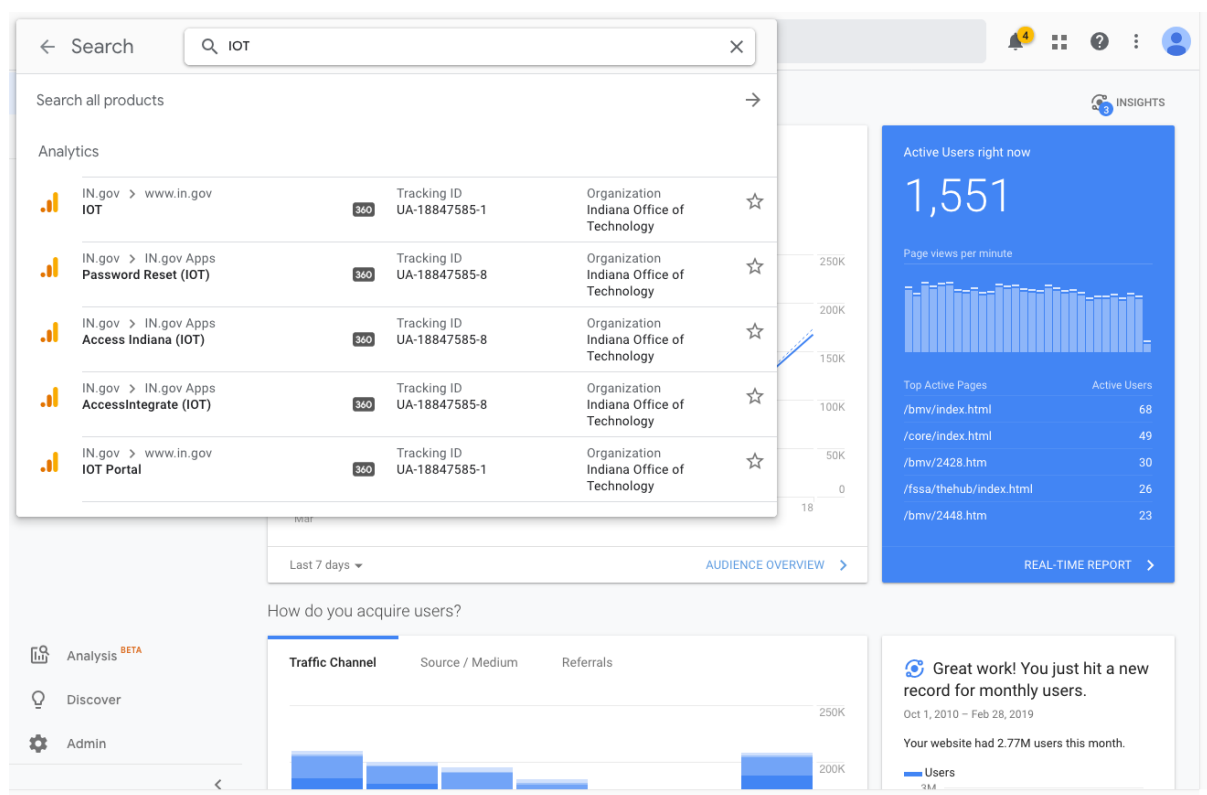 Search
IOT
4
Search all products
3
INSIGHTS
Analytics
IN.gov > www.in.gov
IOT
360
Tracking ID
UA-18847585-1
Organization
Indiana Office of
Technology
IN.gov > IN.gov Apps
Password Reset (IOT)
360
Tracking ID
UA-18847585-8
Organization
Indiana Office of
Technology
IN.gov > IN.gov Apps
Access Indiana (IOT)
360
Tracking ID
UA-18847585-8
Organization
Indiana Office of
Technology
IN.gov > IN.gov Apps
AccessIntegrate (IOT)
360
Tracking ID
UA-18847585-8
Organization
Indiana Office of
Technology
IN.gov > www.in.gov
IOT Portal
360
Tracking ID
UA-18847585-1
Organization
Indiana Office of
Technology
250K
200K
150K
100K
50K
0
18
Mar
Last 7 days
AUDIENCE OVERVIEW
Active Users right now
1,551
Page views per minute
Top Active Pages Active Users
/bmv/index.html 68
/core/index.html 49
/bmv/2428.htm 30
/fssa/thehub/index.html 26
/bmv/2448.htm 23
REAL-TIME REPORT
How do you acquire users?
Analysis BETA
Discover
Admin
Traffic Channel Source / Medium Referrals
250K
200K
Great work! You just hit a new
record for monthly users.
Oct 1, 2010 – Feb 28, 2019
Your website had 2.77M users this month.
Users
3M